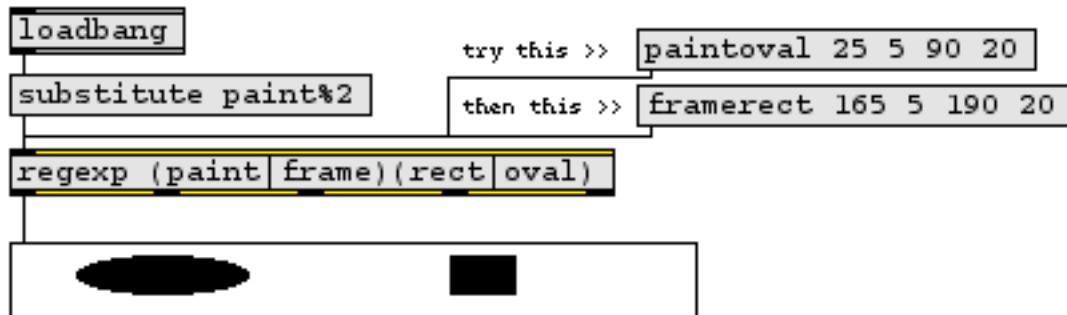 loadbang
try this >> paintoval 25 5 90 20
substitute paint%2
then this >> framerect 165 5 190 20
regexp (paint|frame)(rect|oval)